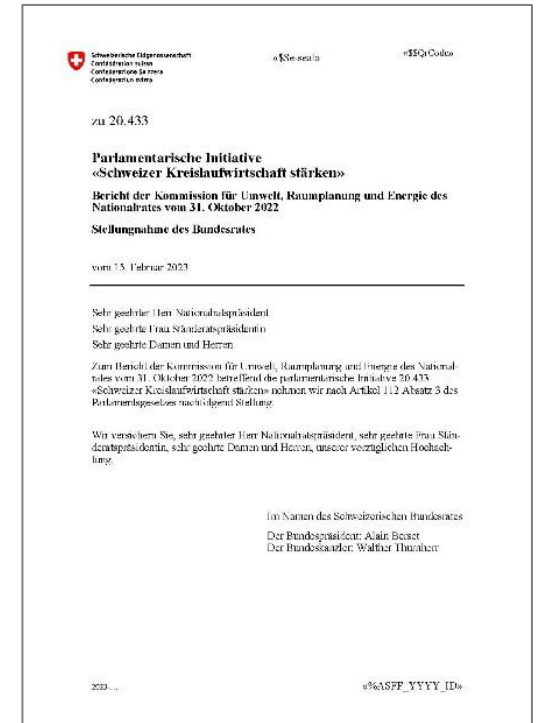 Schweizerische Eidgenossenschaft
Confédération suisse
Confederazione Svizzera
Confederaziun svizra
«$$QrCode»
zu 20.433
Parlamentarische Initiative
«Schweizer Kreislaufwirtschaft stärken»
Bericht der Kommission für Umwelt, Raumplanung und Energie des
Nationalrates vom 31. Oktober 2022
Stellungnahme des Bundesrates
vom 15. Februar 2023
Sehr geehrter Herr Nationalratspräsident
Sehr geehrte Frau Ständeratspräsidentin
Sehr geehrte Damen und Herren
Zum Bericht der Kommission für Umwelt, Raumplanung und Energie des National-
rates vom 31. Oktober 2022 betreffend die parlamentarische Initiative 20.433
«Schweizer Kreislaufwirtschaft stärken» nehmen wir nach Artikel 112 Absatz 3 des
Parlamentsgesetzes nachfolgend Stellung.
Wir versichern Sie, sehr geehrter Herr Nationalratspräsident, sehr geehrte Frau Stän-
deratspräsidentin, sehr geehrte Damen und Herren, unserer vorzüglichen Hochach-
tung.
Im Namen des Schweizerischen Bundesrates
Der Bundespräsident: Alain Berset
Der Bundeskanzler: Walther Thurnherr
2023-...
«%ASFF_YYYY_ID»